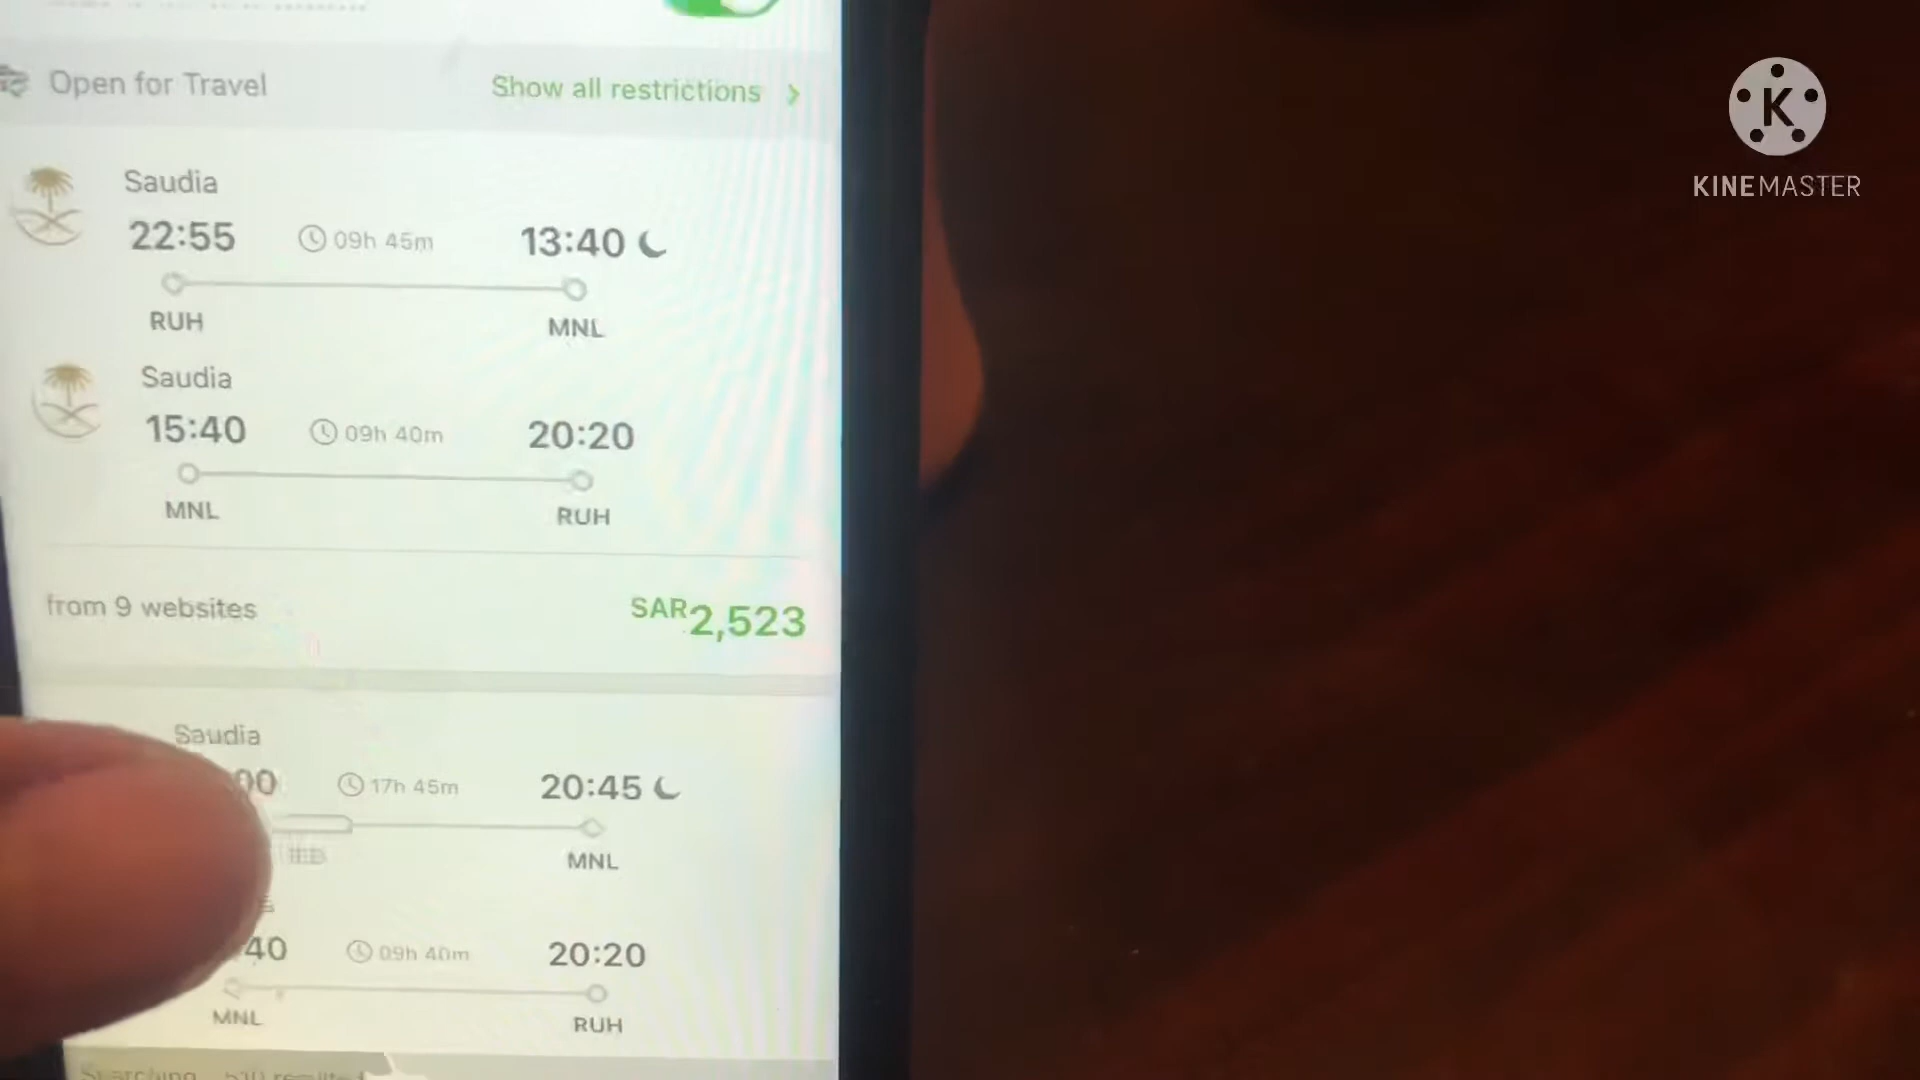 Open for Travel Show all restrictions >
Saudia
22:55 09h 45m 13:40
RUH MNL
Saudia
15:40 09h 40m 20:20
MNL RUH
from 9 websites SAR2,523
Saudia
00 17h 45m 20:45
MNL
40 09h 40m 20:20
MNL RUH
K
KINEMASTER